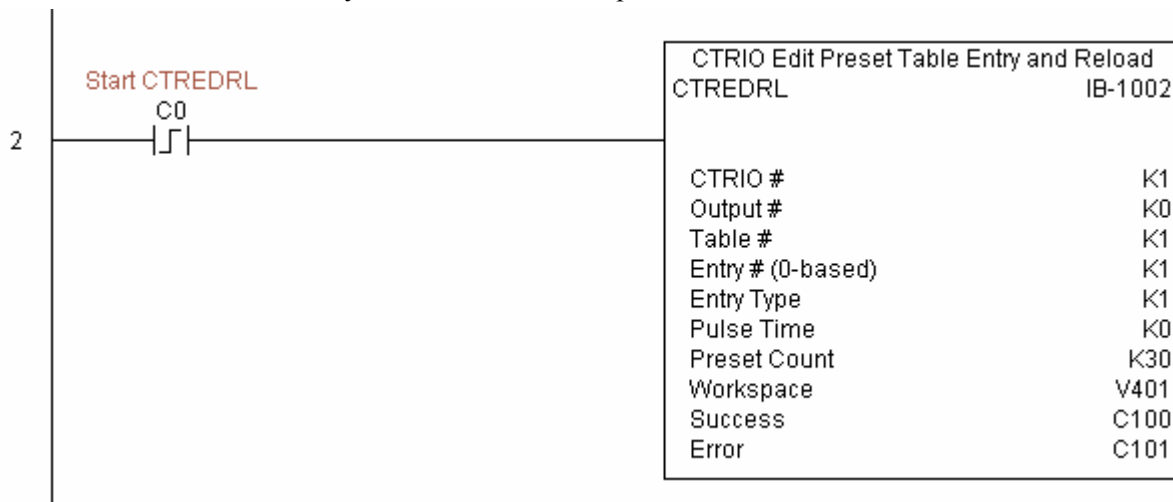 CTRIO Edit Preset Table Entry and Reload
CTREDRL IB-1002
Start CTREDRL
C0
2
CTRIO # K1
Output # K0
Table # K1
Entry # (0-based) K1
Entry Type K1
Pulse Time K0
Preset Count K30
Workspace V401
Success C100
Error C101